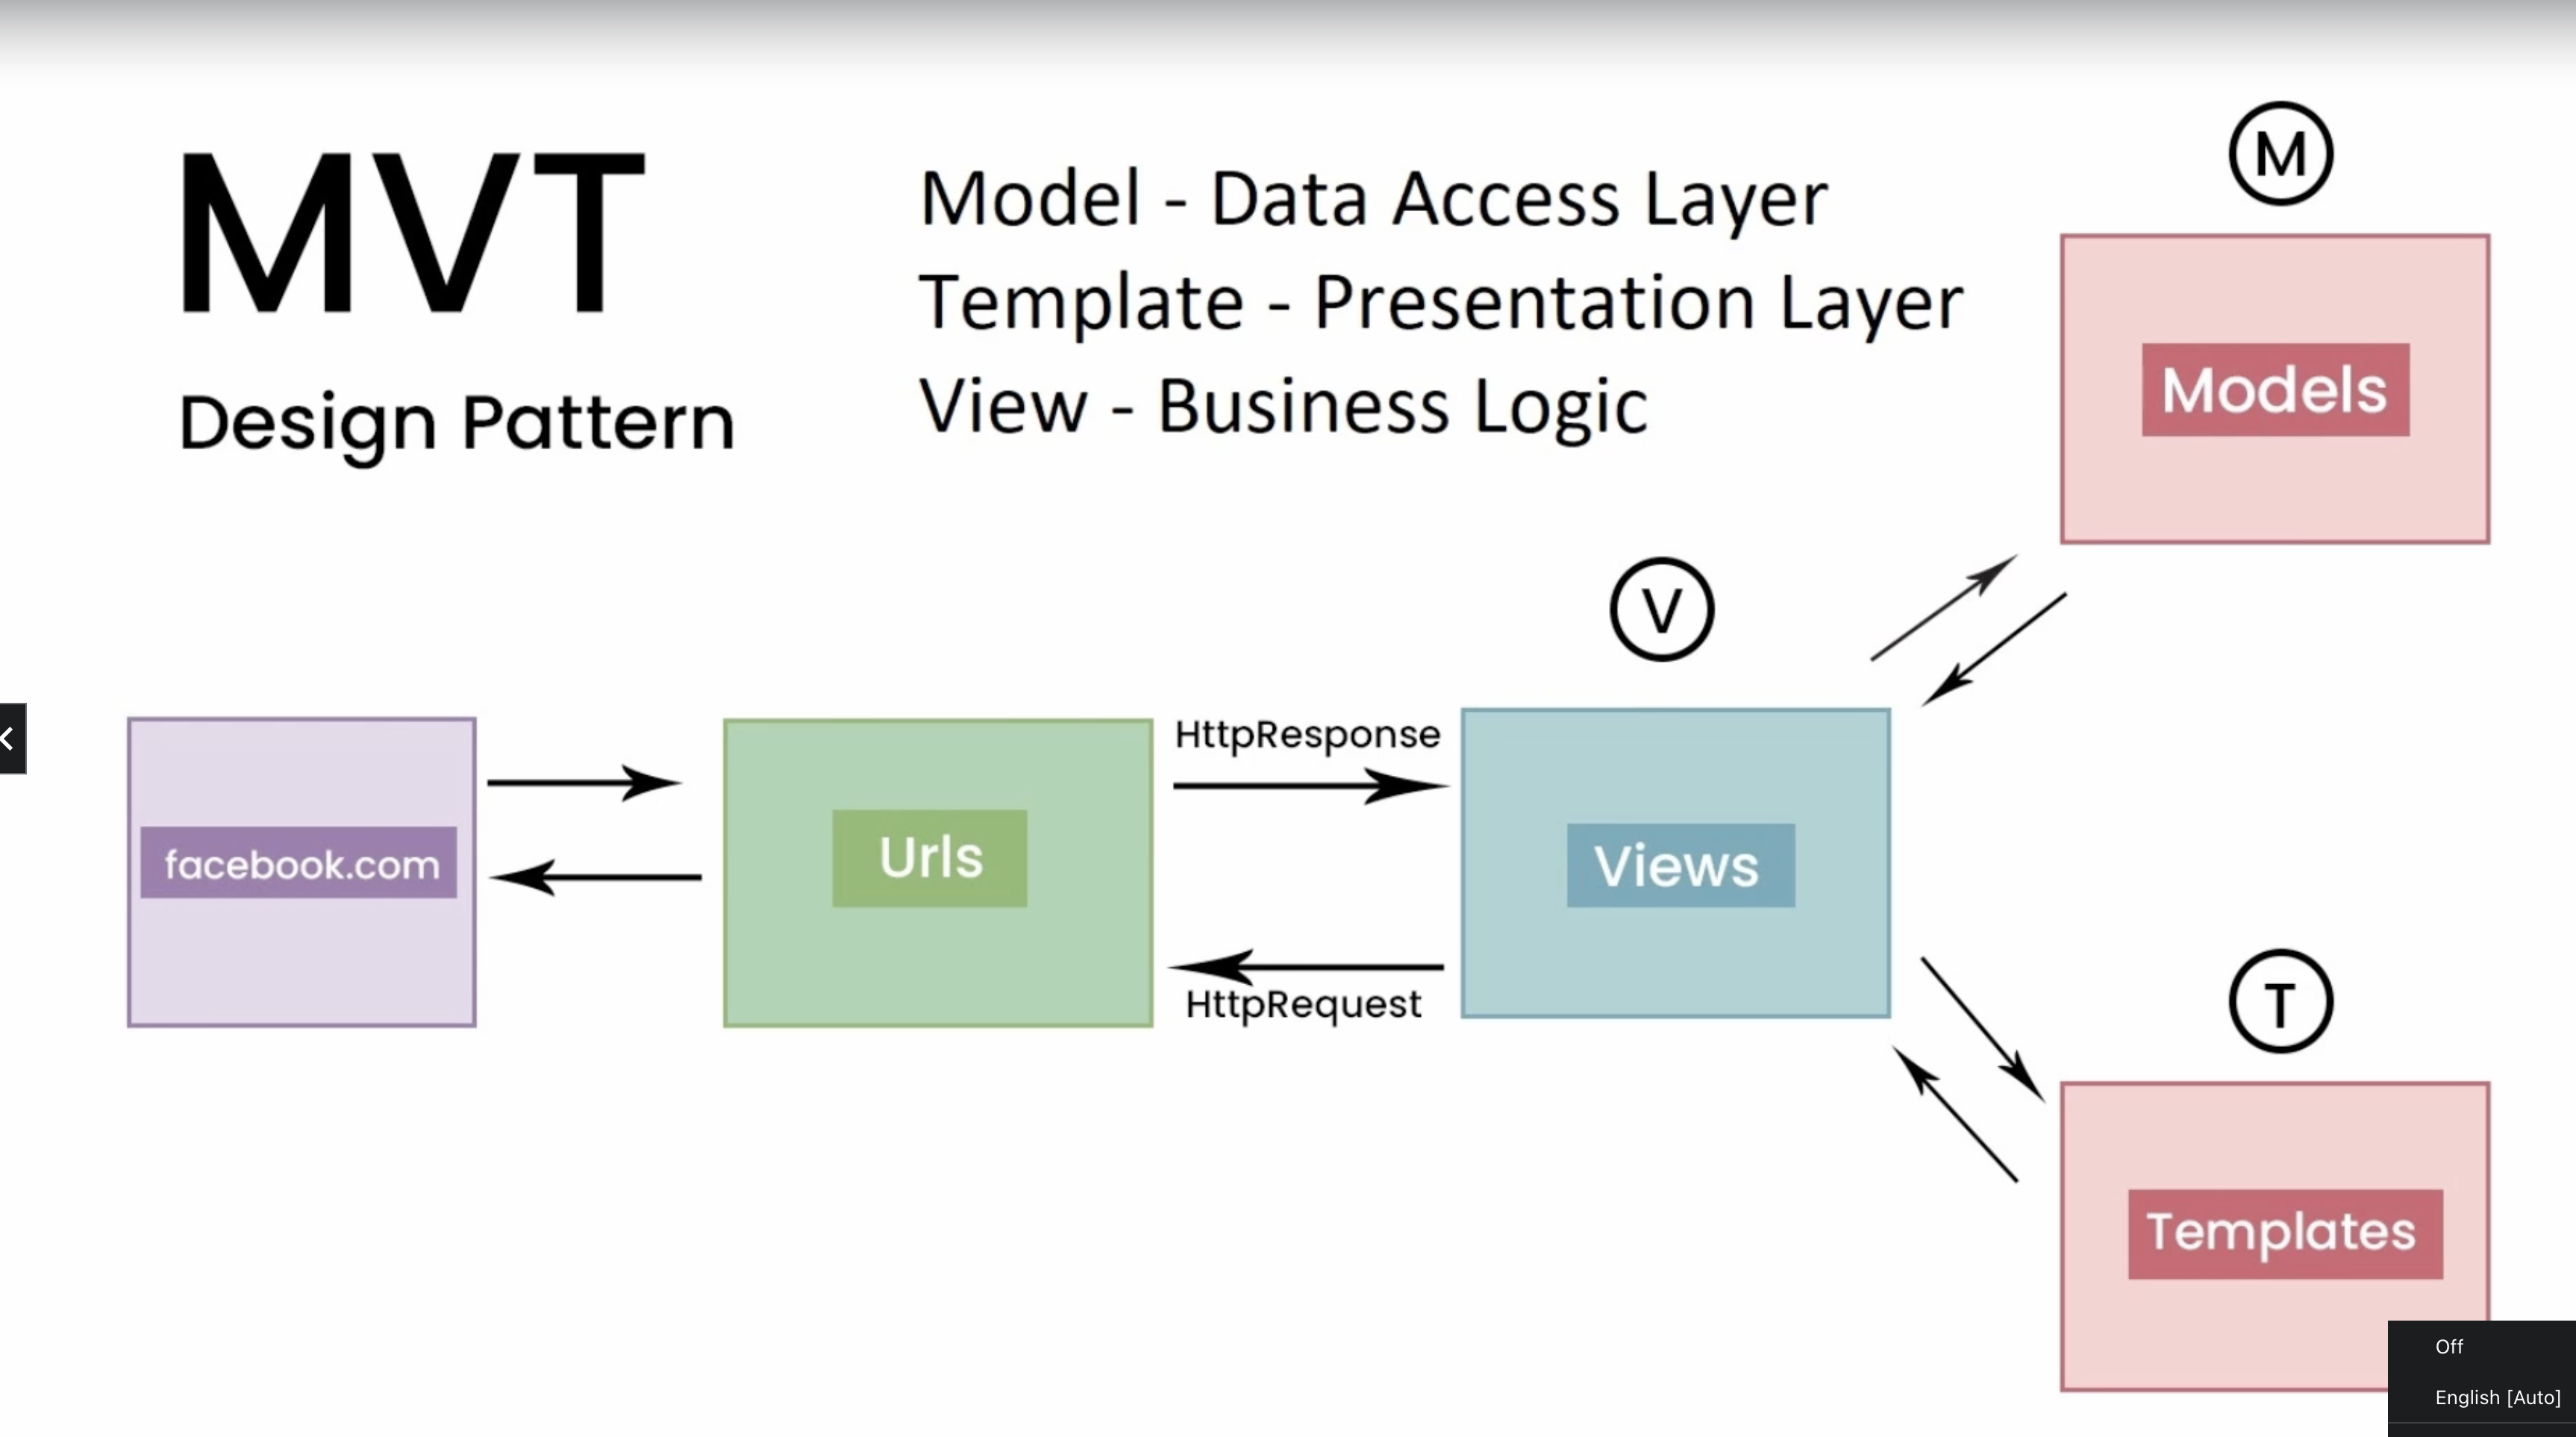 MVT
Design Pattern
Model - Data Access Layer
Template - Presentation Layer
View - Business Logic
M
Models
V
facebook.com
Urls
HttpResponse
HttpRequest
Views
T
Templates
Off
English [Auto]